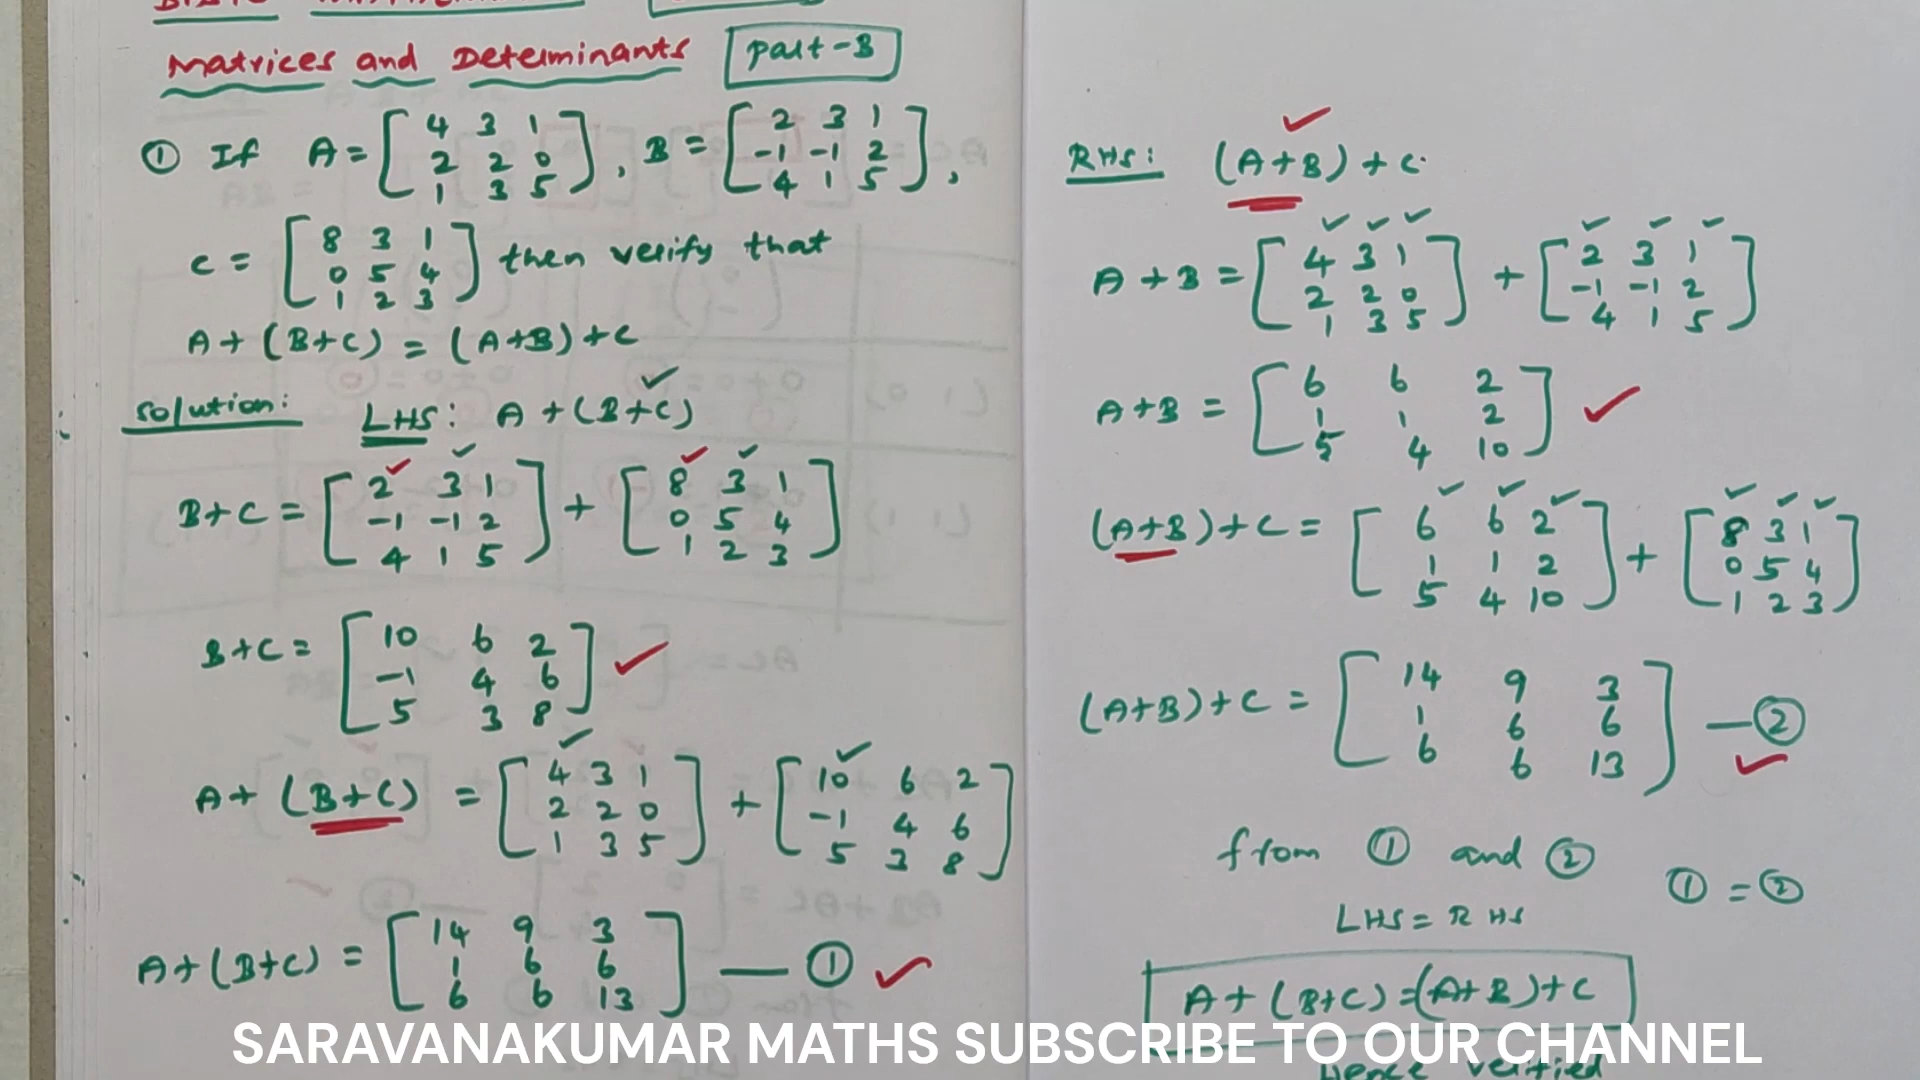 Matrices and Determinants part-B
① If A = [ 4 3 1
2 2 0
1 3 5 ], B = [ 2 3 1
-1 -1 2
4 1 5 ],
C = [ 8 3 1
0 5 4
1 2 3 ] then verify that
A+(B+C) = (A+B)+C
Solution: LHS: A+(B+C)
B+C = [ 2 3 1
-1 -1 2
4 1 5 ] + [ 8 3 1
0 5 4
1 2 3 ]
B+C = [ 10 6 2
-1 4 6
5 3 8 ]
A+(B+C) = [ 4 3 1
2 2 0
1 3 5 ] + [ 10 6 2
-1 4 6
5 3 8 ]
A+(B+C) = [ 14 9 3
1 6 6
6 6 13 ] — ①
RHS: (A+B)+C.
A+B = [ 4 3 1
2 2 0
1 3 5 ] + [ 2 3 1
-1 -1 2
4 1 5 ]
A+B = [ 6 6 2
1 1 2
5 4 10 ]
(A+B)+C = [ 6 6 2
1 1 2
5 4 10 ] + [ 8 3 1
0 5 4
1 2 3 ]
(A+B)+C = [ 14 9 3
1 6 6
6 6 13 ] — ②
from ① and ② ① = ②
LHS = RHS
A+(B+C)=(A+B)+C
Hence verified
SARAVANAKUMAR MATHS SUBSCRIBE TO OUR CHANNEL